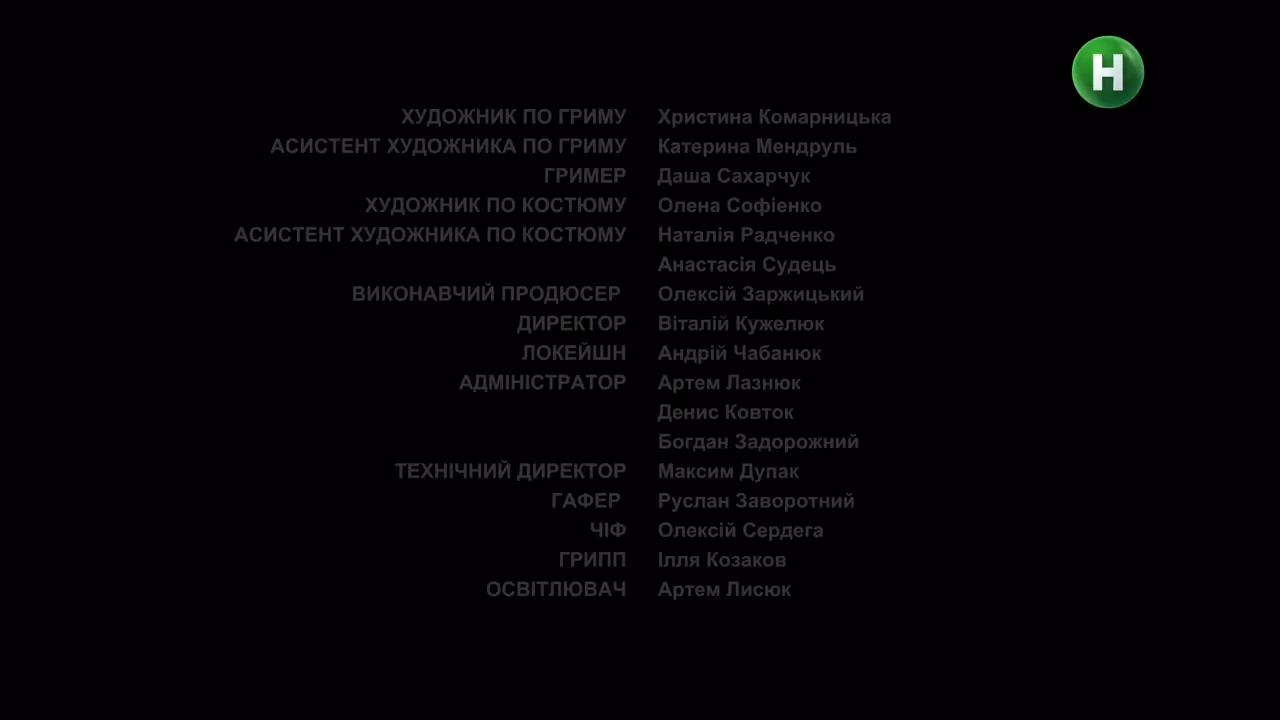 Н
ХУДОЖНИК ПО ГРИМУ Христина Комарницька
АСИСТЕНТ ХУДОЖНИКА ПО ГРИМУ Катерина Мендруль
ГРИМЕР Даша Сахарчук
ХУДОЖНИК ПО КОСТЮМУ Олена Софієнко
АСИСТЕНТ ХУДОЖНИКА ПО КОСТЮМУ Наталія Радченко
Анастасія Судець
ВИКОНАВЧИЙ ПРОДЮСЕР Олексій Заржицький
ДИРЕКТОР Віталій Кужелюк
ЛОКЕЙШН Андрій Чабанюк
АДМІНІСТРАТОР Артем Лазнюк
Денис Ковток
Богдан Задорожний
ТЕХНІЧНИЙ ДИРЕКТОР Максим Дупак
ГАФЕР Руслан Заворотний
ЧІФ Олексій Сердега
ГРИПП Ілля Козаков
ОСВІТЛЮВАЧ Артем Лисюк